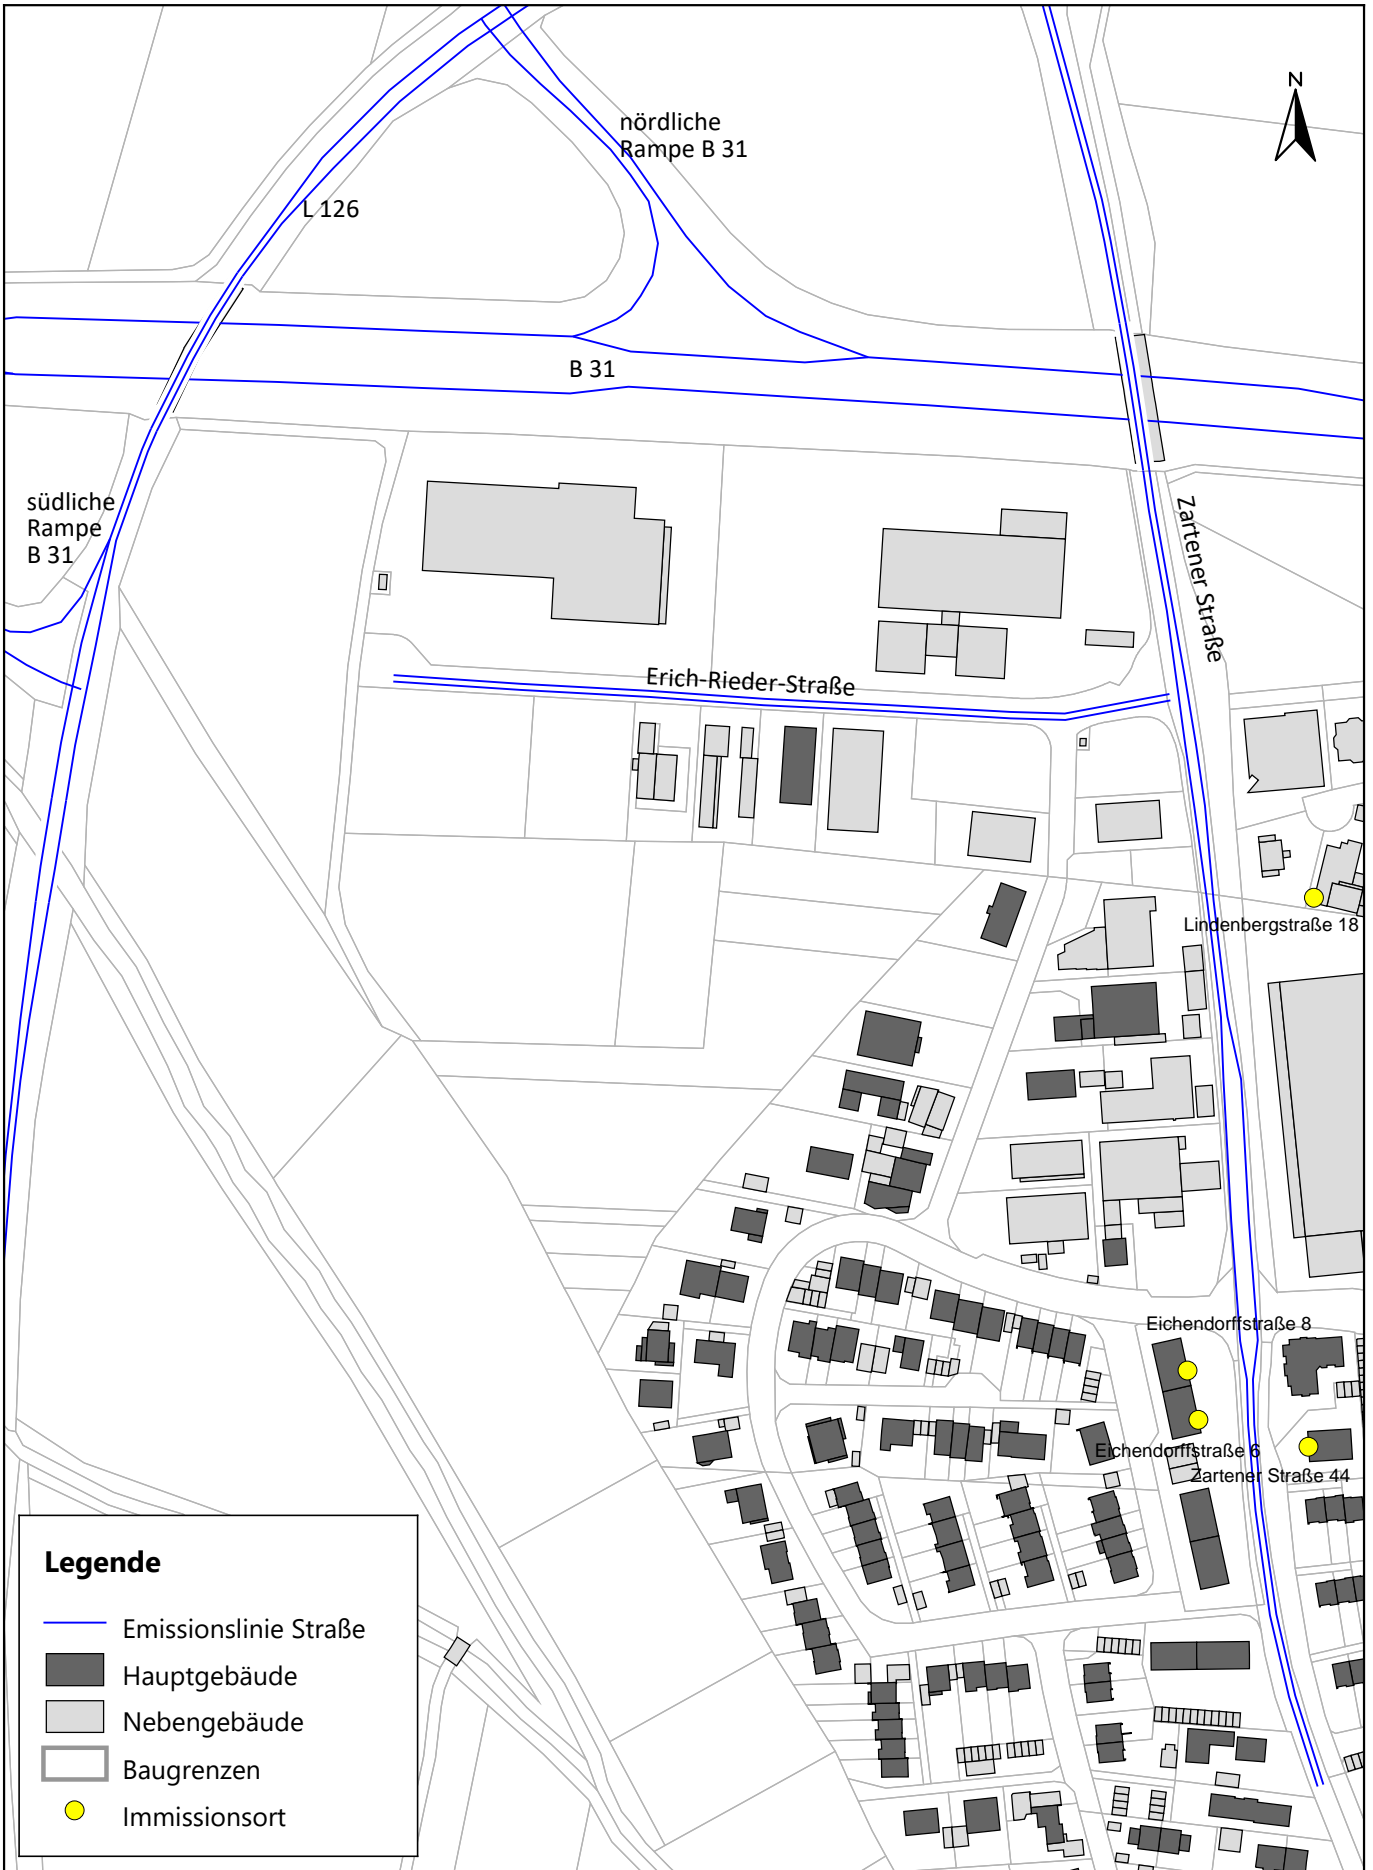 N
nördliche
Rampe B 31
L 126
B 31
südliche
Rampe
B 31
Zartener Straße
Erich-Rieder-Straße
Lindenbergstraße 18
Eichendorffstraße 8
Eichendorffstraße 6
Zartener Straße 44
Legende
Emissionslinie Straße
Hauptgebäude
Nebengebäude
Baugrenzen
Immissionsort